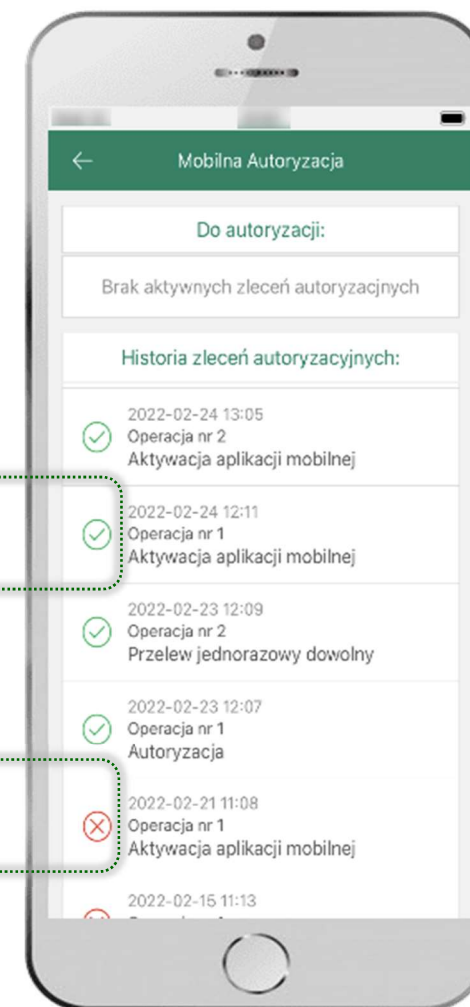 Mobilna Autoryzacja
Do autoryzacji:
Brak aktywnych zleceń autoryzacjnych
Historia zleceń autoryzacyjnych:
2022-02-24 13:05
Operacja nr 2
Aktywacja aplikacji mobilnej
2022-02-24 12:11
Operacja nr 1
Aktywacja aplikacji mobilnej
2022-02-23 12:09
Operacja nr 2
Przelew jednorazowy dowolny
2022-02-23 12:07
Operacja nr 1
Autoryzacja
2022-02-21 11:08
Operacja nr 1
Aktywacja aplikacji mobilnej
2022-02-15 11:13